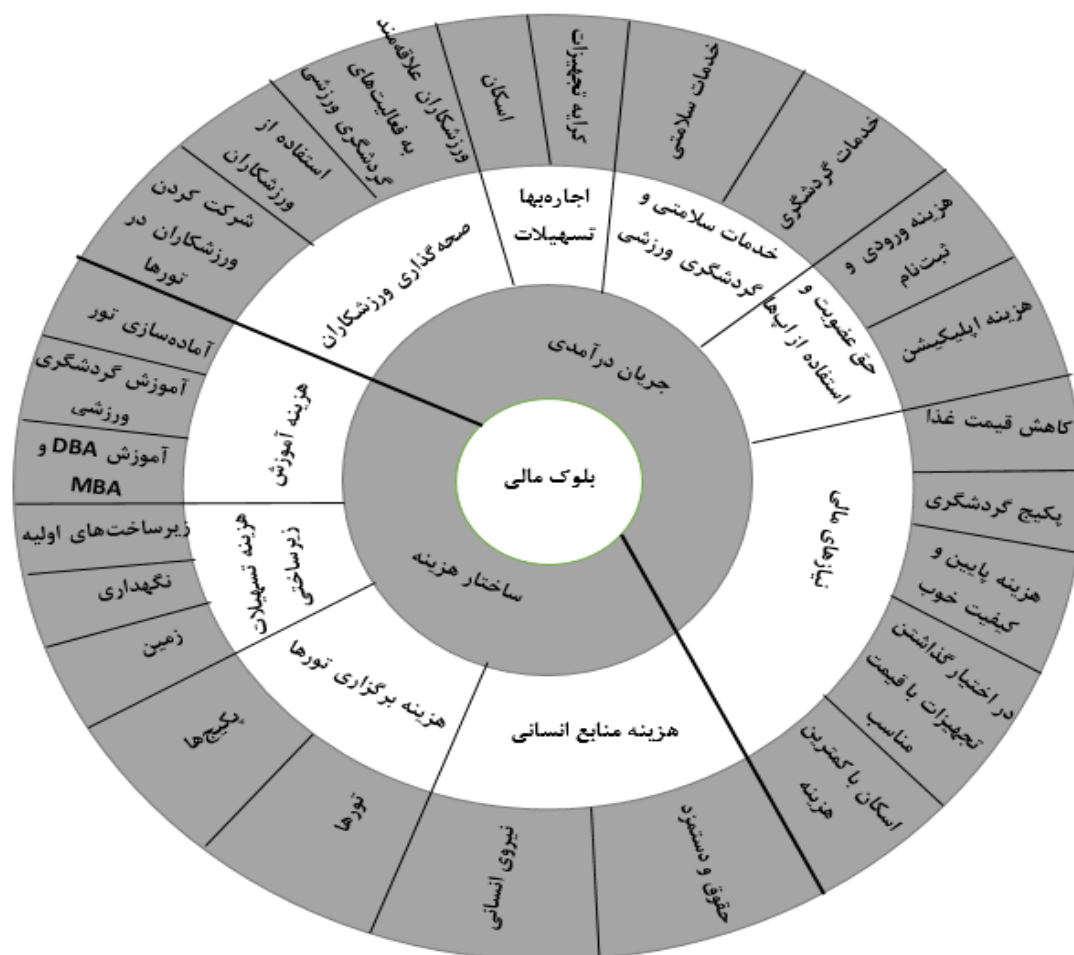 بلوک مالی
جریان درآمدی
ساختار هزینه
اجاره‌بها
تسهیلات
خدمات سلامتی و
گردشگری ورزشی
حق عضویت و
استفاده از اپ‌ها
نیازهای مالی
هزینه منابع انسانی
هزینه برگزاری تورها
هزینه تسهیلات
زیرساختی
هزینه آموزش
صحه‌گذاری ورزشکاران
اسکان
کرایه تجهیزات
خدمات سلامتی
خدمات گردشگری
هزینه ورودی و
ثبت‌نام
هزینه اپلیکیشن
کاهش قیمت غذا
پکیج گردشگری
هزینه پایین و
کیفیت خوب
در اختیار گذاشتن
تجهیزات با قیمت
مناسب
اسکان با کمترین
هزینه
حقوق و دستمزد
نیروی انسانی
تورها
پکیج‌ها
زمین
نگهداری
زیرساخت‌های اولیه
آموزش DBA و
MBA
آموزش گردشگری
ورزشی
آماده‌سازی تور
شرکت کردن
ورزشکاران در
تورها
استفاده از
ورزشکاران
ورزشکاران علاقه‌مند
به فعالیت‌های
گردشگری ورزشی